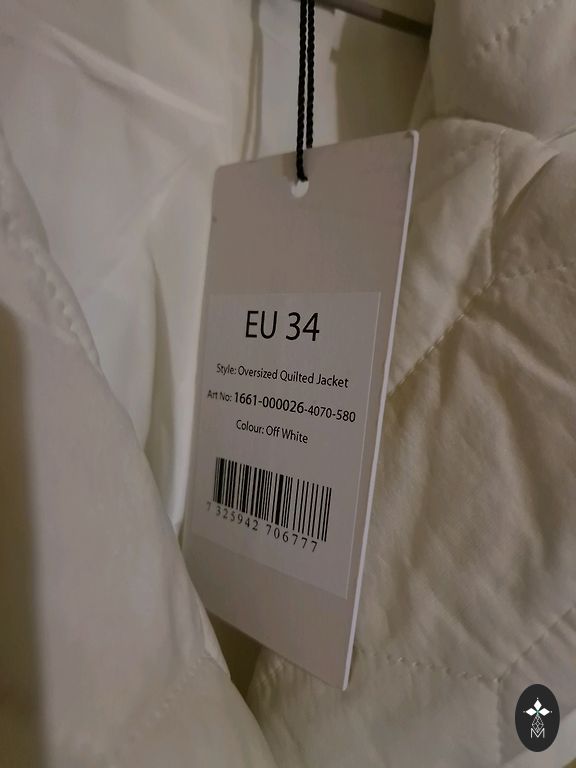 EU 34
Style: Oversized Quilted Jacket
Art No: 1661-000026-4070-580
Colour: Off White
7 325942 706777
M